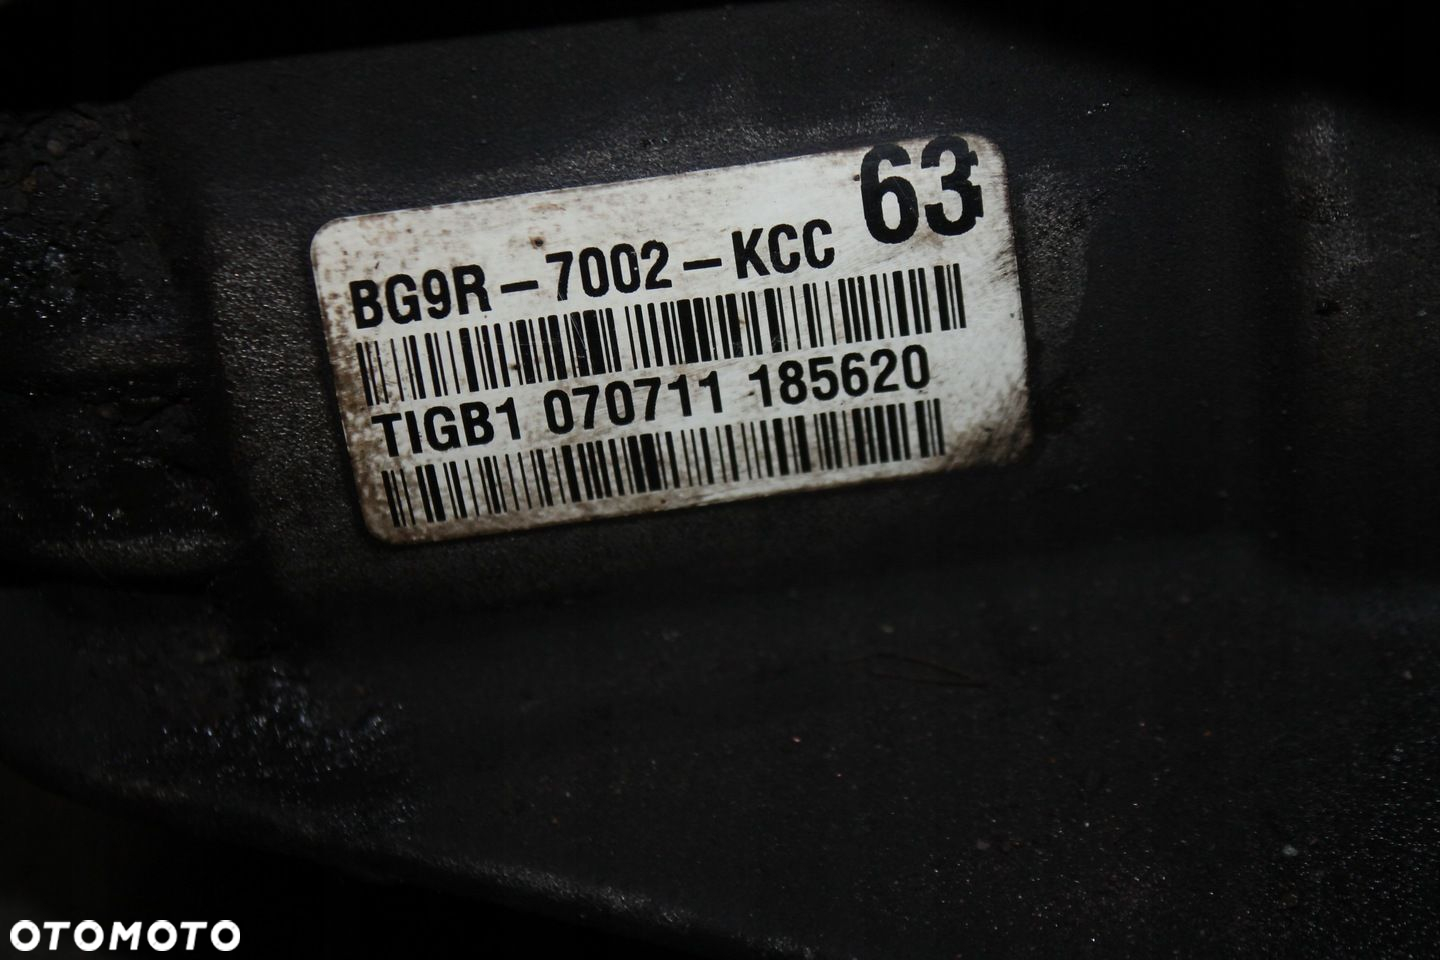 63
BG9R-7002-KCC
TIGB1 070711 185620
OTOMOTO